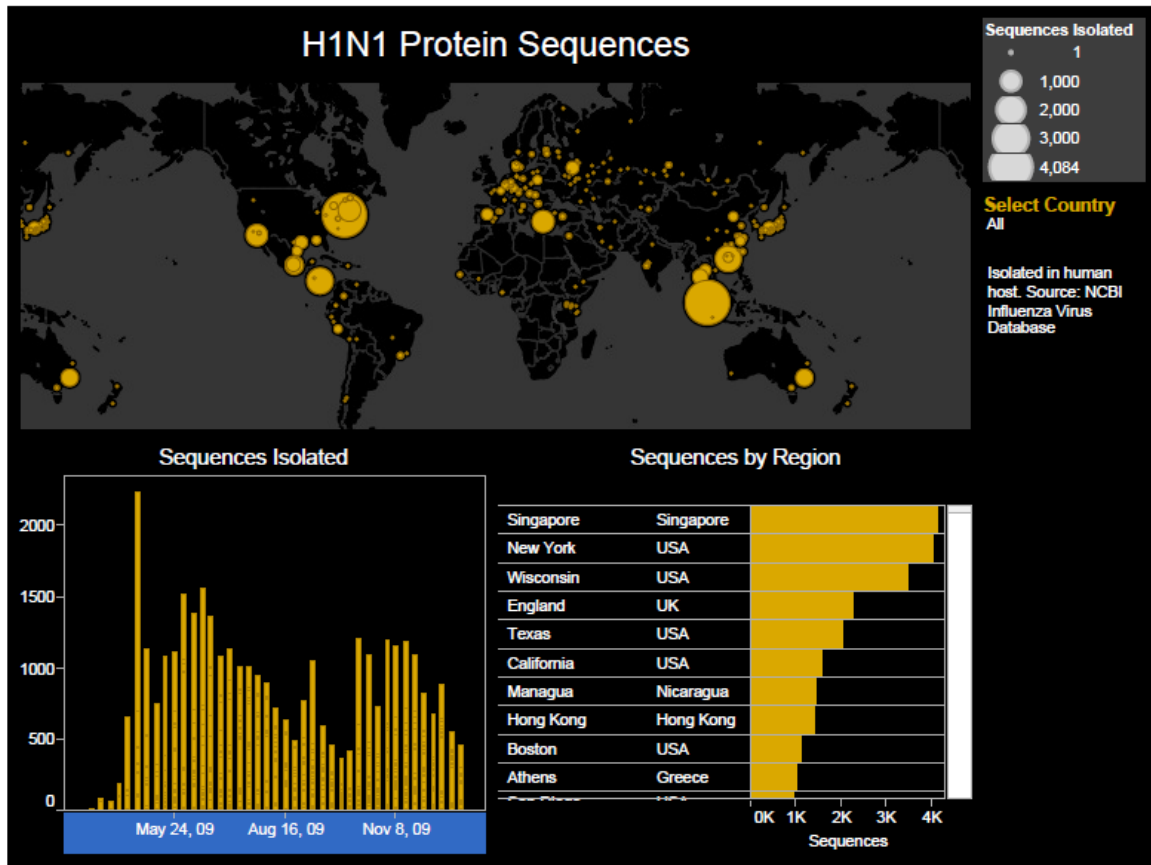 H1N1 Protein Sequences
Sequences Isolated
1
1,000
2,000
3,000
4,084
Select Country
All
Isolated in human
host. Source: NCBI
Influenza Virus
Database
Sequences Isolated
2000
1500
1000
500
0
May 24, 09 Aug 16, 09 Nov 8, 09
Sequences by Region
Singapore Singapore
New York USA
Wisconsin USA
England UK
Texas USA
California USA
Managua Nicaragua
Hong Kong Hong Kong
Boston USA
Athens Greece
0K 1K 2K 3K 4K
Sequences